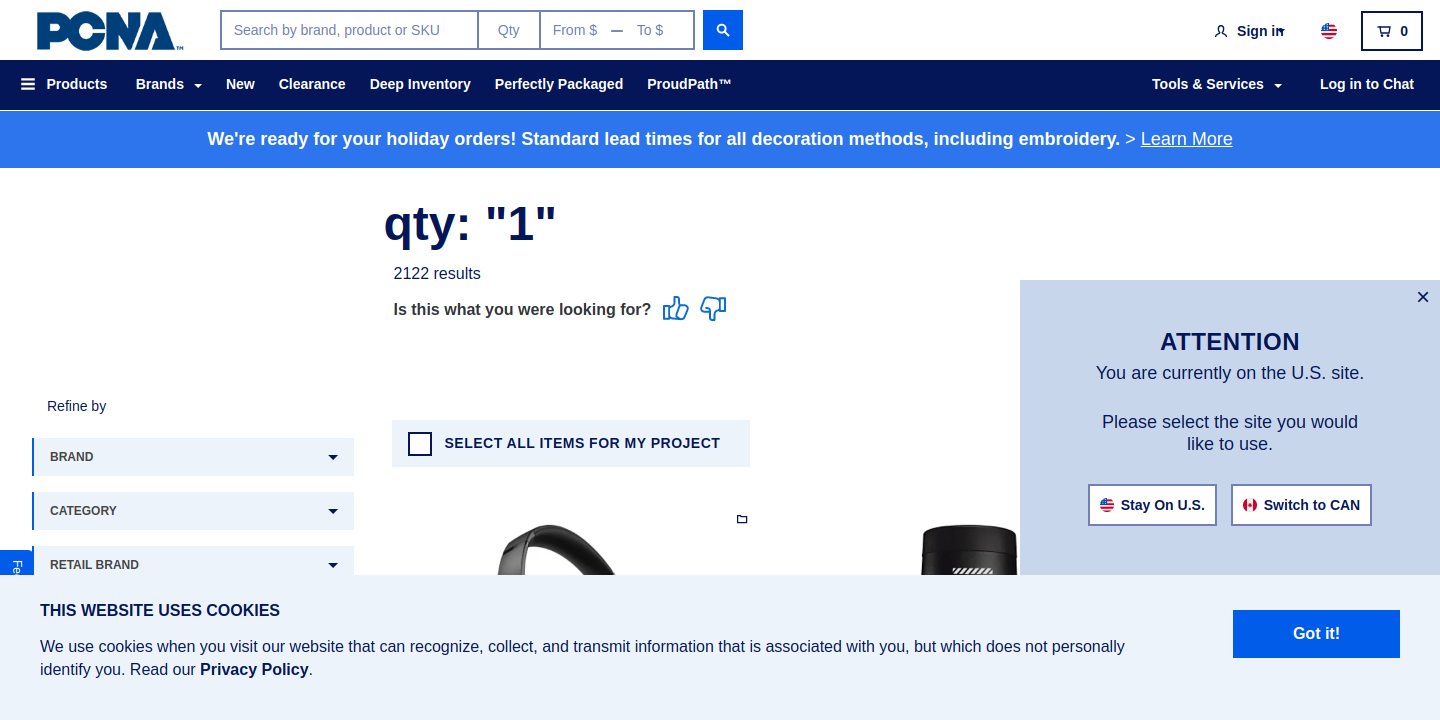 PCNA™
Search by brand, product or SKU Qty From $ — To $
Sign in
0
Products Brands New Clearance Deep Inventory Perfectly Packaged ProudPath™ Tools & Services Log in to Chat
We're ready for your holiday orders! Standard lead times for all decoration methods, including embroidery. > Learn More
qty: "1"
2122 results
Is this what you were looking for?
×
ATTENTION
You are currently on the U.S. site.
Please select the site you would
like to use.
Stay On U.S. Switch to CAN
Refine by
SELECT ALL ITEMS FOR MY PROJECT
BRAND
CATEGORY
RETAIL BRAND
THIS WEBSITE USES COOKIES
We use cookies when you visit our website that can recognize, collect, and transmit information that is associated with you, but which does not personally
identify you. Read our Privacy Policy.
Got it!